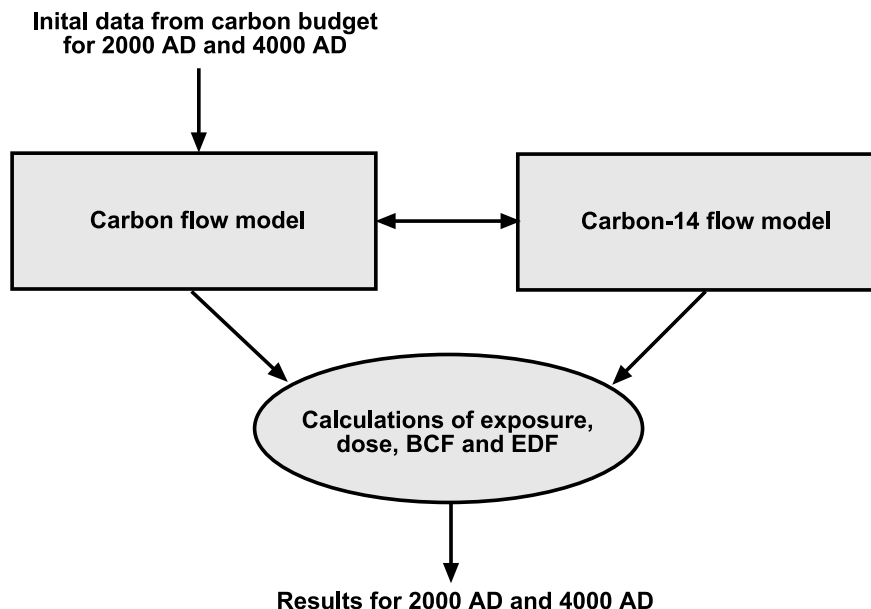 Inital data from carbon budget
for 2000 AD and 4000 AD
Carbon flow model
Carbon-14 flow model
Calculations of exposure,
dose, BCF and EDF
Results for 2000 AD and 4000 AD